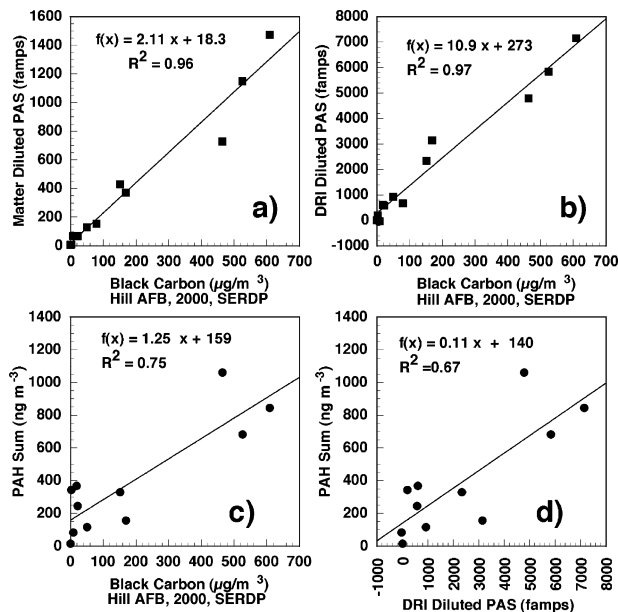 1600
1400
1200
1000
800
600
400
200
0
Matter Diluted PAS (famps)
f(x) = 2.11 x + 18.3
R2 = 0.96
a)
0 100 200 300 400 500 600 700
Black Carbon (µg/m 3)
Hill AFB, 2000, SERDP
8000
7000
6000
5000
4000
3000
2000
1000
0
-1000
DRI Diluted PAS (famps)
f(x) = 10.9 x + 273
R2 = 0.97
b)
0 100 200 300 400 500 600 700
Black Carbon (µg/m 3)
Hill AFB, 2000, SERDP
1400
1200
1000
800
600
400
200
0
PAH Sum (ng m-3)
f(x) = 1.25 x + 159
R2 = 0.75
c)
0 100 200 300 400 500 600 700
Black Carbon (µg/m 3)
Hill AFB, 2000, SERDP
1400
1200
1000
800
600
400
200
0
PAH Sum (ng m-3)
f(x) = 0.11 x + 140
R2 =0.67
d)
-1000 0 1000 2000 3000 4000 5000 6000 7000 8000
DRI Diluted PAS (famps)